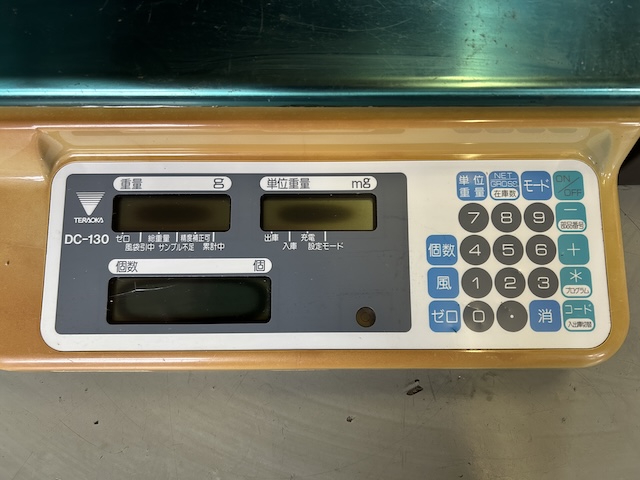 重量 g
単位重量 mg
TERAOKA
DC-130
ゼロ 総重量 精度補正可
風袋引中 サンプル不足 累計中
出庫 充電
入庫 設定モード
個数 個
単位重量 NET GROSS 在庫数 モード ON/OFF
7 8 9 − 部品番号
個数 4 5 6 +
風 1 2 3 * プログラム
ゼロ 0 • 消 コード 入出庫切替